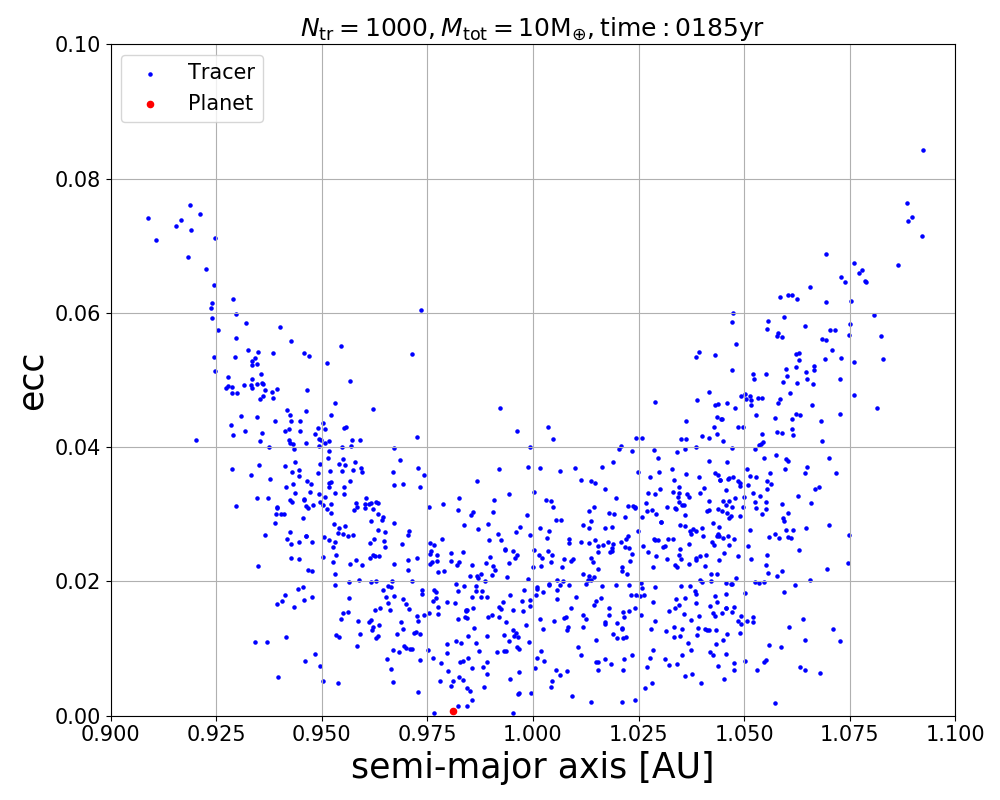 N_tr = 1000, M_tot = 10M_⊕, time : 0185yr
Tracer
Planet
ecc
0.10
0.08
0.06
0.04
0.02
0.00
0.900 0.925 0.950 0.975 1.000 1.025 1.050 1.075 1.100
semi-major axis [AU]